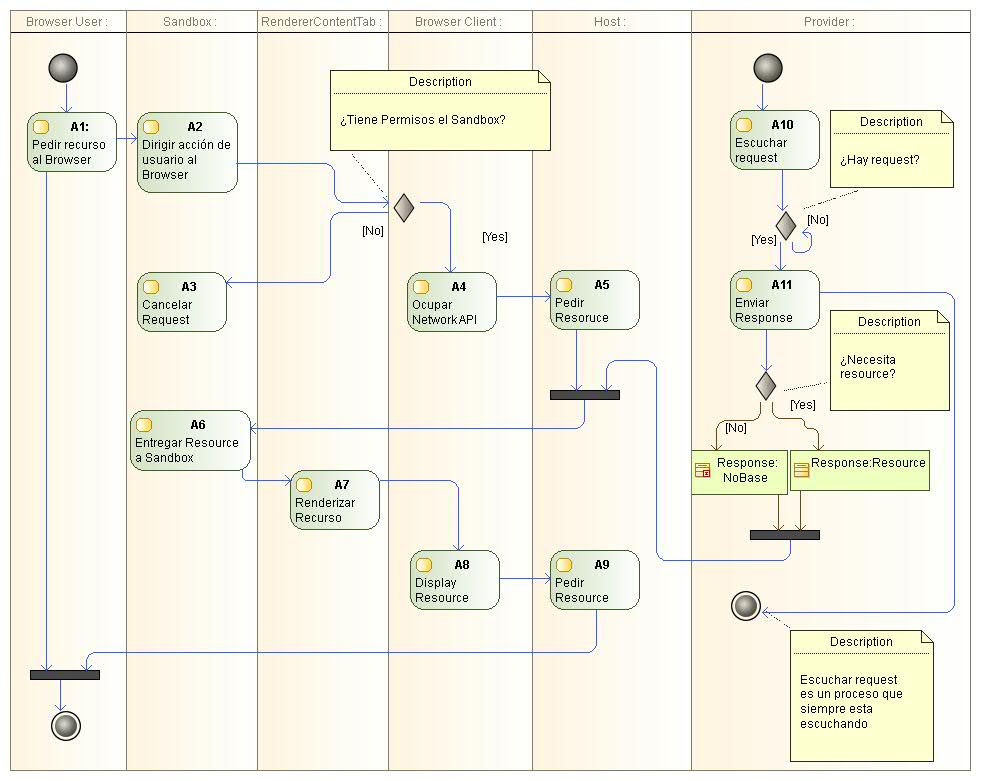 Browser User :
Sandbox :
RendererContentTab :
Browser Client :
Host :
Provider :
Description
¿Tiene Permisos el Sandbox?
A1:
Pedir recurso
al Browser
A2
Dirigir acción de
usuario al
Browser
A10
Escuchar
request
Description
¿Hay request?
[No]
[Yes]
[No]
[Yes]
A3
Cancelar
Request
A4
Ocupar
NetworkAPI
A5
Pedir
Resoruce
A11
Enviar
Response
Description
¿Necesita
resource?
[No]
[Yes]
A6
Entregar Resource
a Sandbox
Response:
NoBase
Response:Resource
A7
Renderizar
Recurso
A8
Display
Resource
A9
Pedir
Resource
Description
Escuchar request
es un proceso que
siempre esta
escuchando